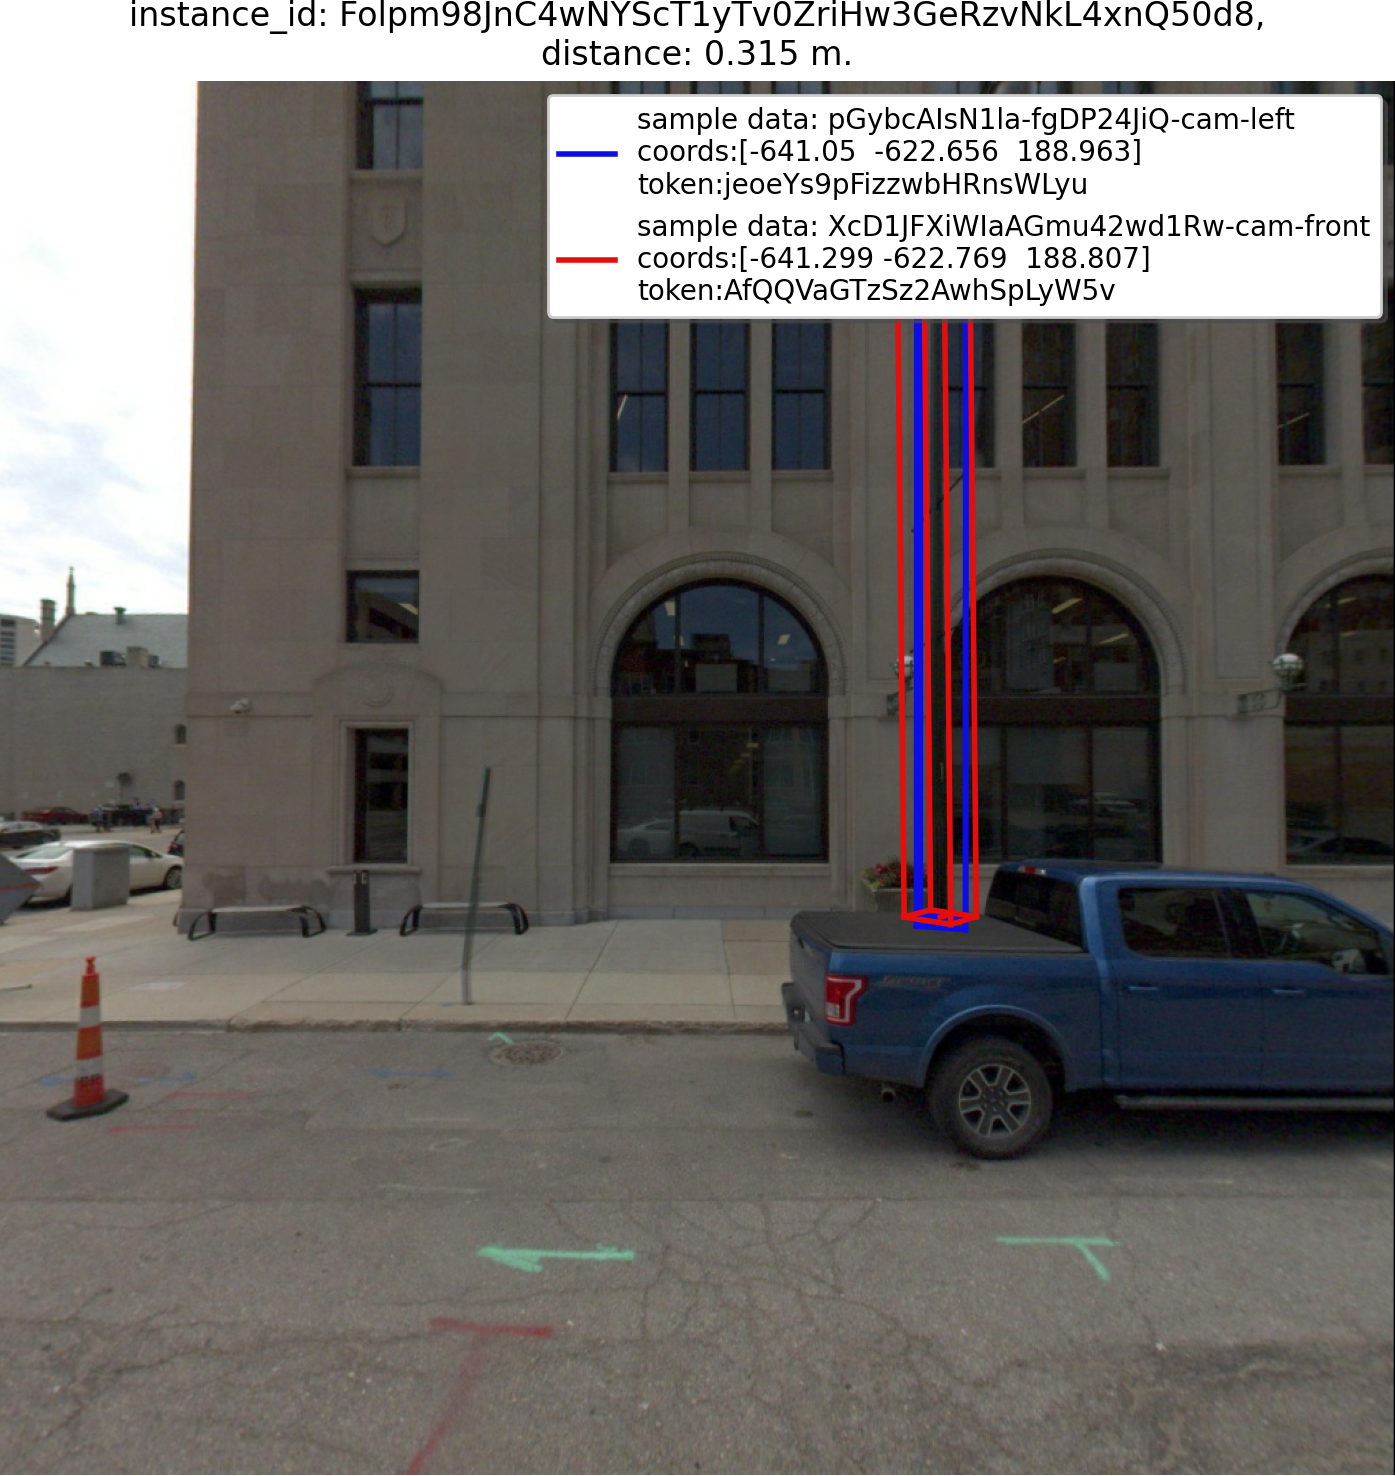 instance_id: Folpm98JnC4wNYScT1yTv0ZriHw3GeRzvNkL4xnQ50d8,
distance: 0.315 m.
sample data: pGybcAIsN1la-fgDP24JiQ-cam-left
coords:[-641.05  -622.656  188.963]
token:jeoeYs9pFizzwbHRnsWLyu
sample data: XcD1JFXiWIaAGmu42wd1Rw-cam-front
coords:[-641.299 -622.769  188.807]
token:AfQQVaGTzSz2AwhSpLyW5v